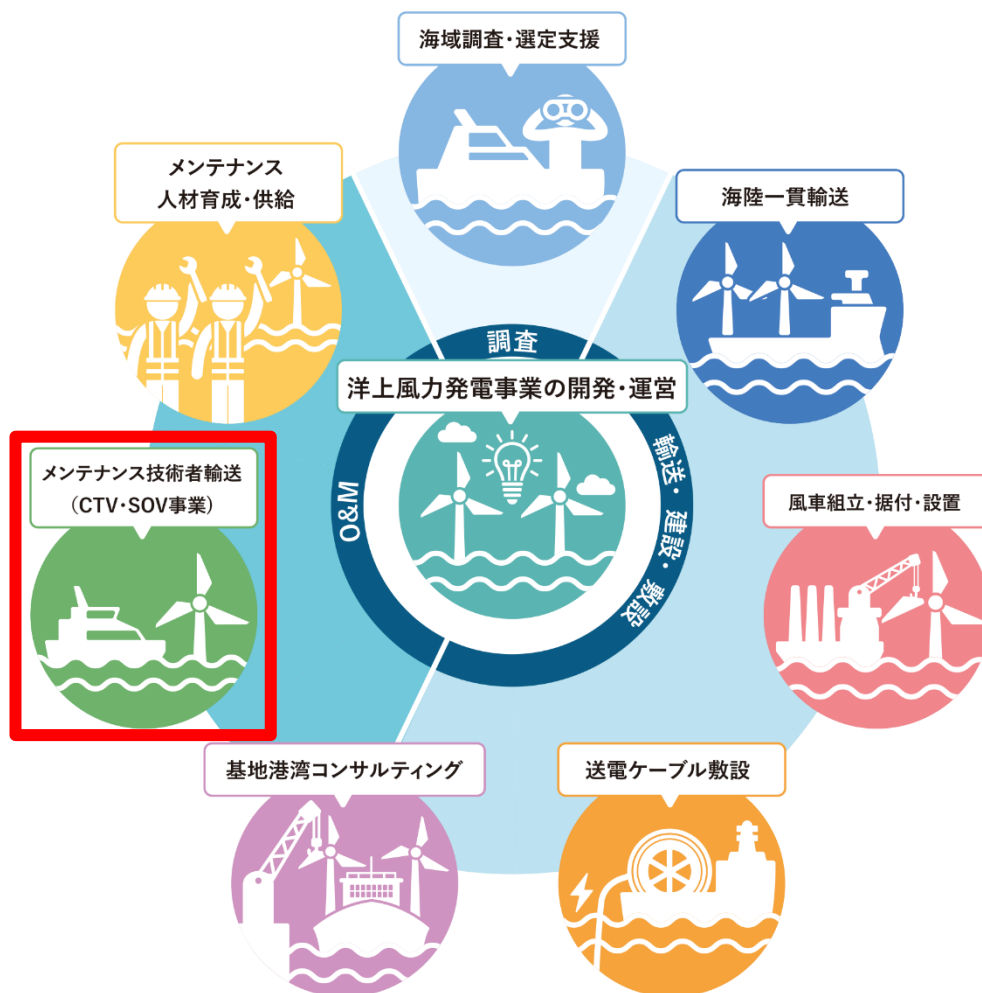 海域調査・選定支援
メンテナンス
人材育成・供給
海陸一貫輸送
調査
洋上風力発電事業の開発・運営
輸送・建設・敷設
O&M
メンテナンス技術者輸送
(CTV・SOV事業)
風車組立・据付・設置
基地港湾コンサルティング
送電ケーブル敷設